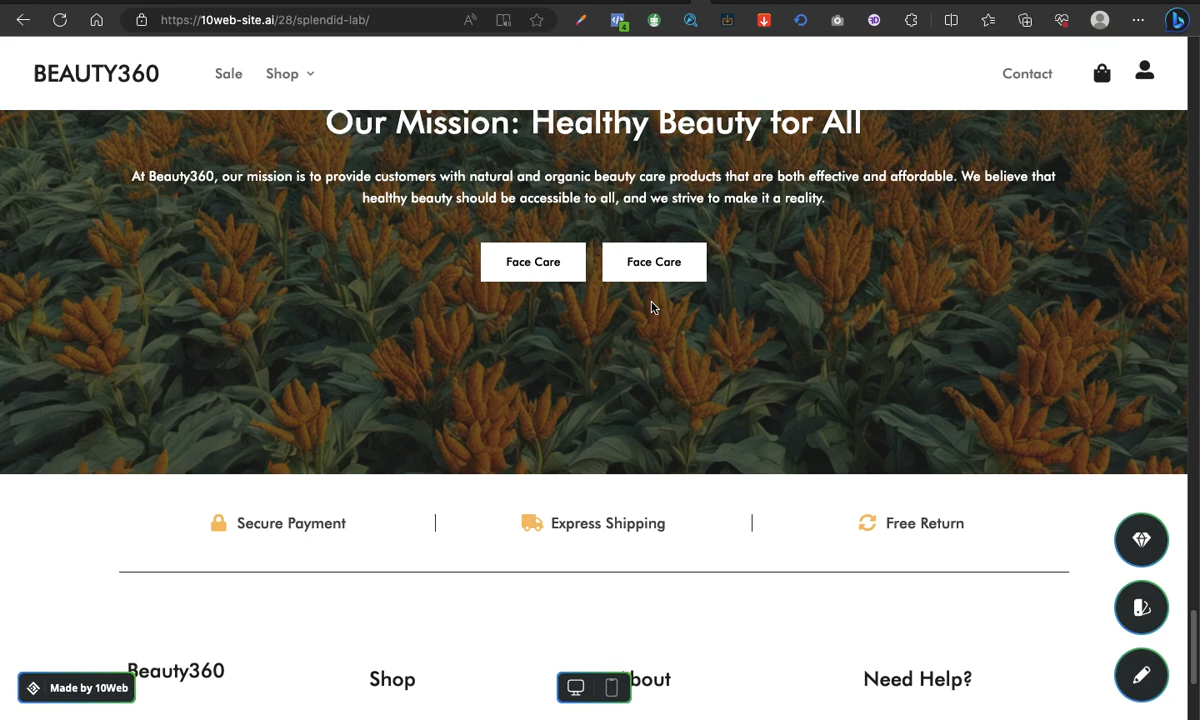 https://10web-site.ai/28/splendid-lab/
4
BEAUTY360
Sale
Shop
Contact
Our Mission: Healthy Beauty for All
At Beauty360, our mission is to provide customers with natural and organic beauty care products that are both effective and affordable. We believe that
healthy beauty should be accessible to all, and we strive to make it a reality.
Face Care
Face Care
Secure Payment
Express Shipping
Free Return
Beauty360
Shop
bout
Need Help?
Made by 10Web